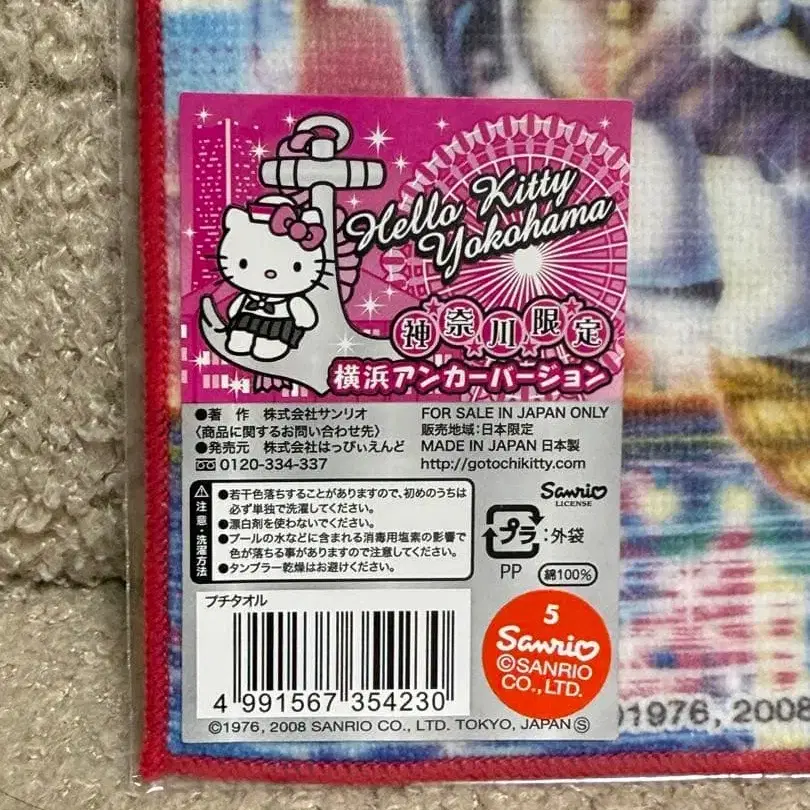 Hello Kitty
Yokohama
神奈川限定
横浜アンカーバージョン
●著 作 株式会社サンリオ
〈商品に関するお問い合わせ先〉
●発売元 株式会社はっぴぃえんど
0120-334-337
FOR SALE IN JAPAN ONLY
販売地域:日本限定
MADE IN JAPAN 日本製
http://gotochikitty.com
注意・洗濯方法
●若干色落ちすることがありますので、初めのうちは
必ず単独で洗濯してください。
●漂白剤を使わないでください。
●プールの水などに含まれる消毒用塩素の影響で
色が落ちる事がありますので注意してください。
●タンブラー乾燥はお避けください。
Sanrio
LICENSE
プラ:外袋
PP
綿100%
プチタオル
4 991567 354230
5
Sanrio
©SANRIO
CO., LTD.
©1976, 2008 SANRIO CO., LTD. TOKYO, JAPAN Ⓢ
1976, 2008